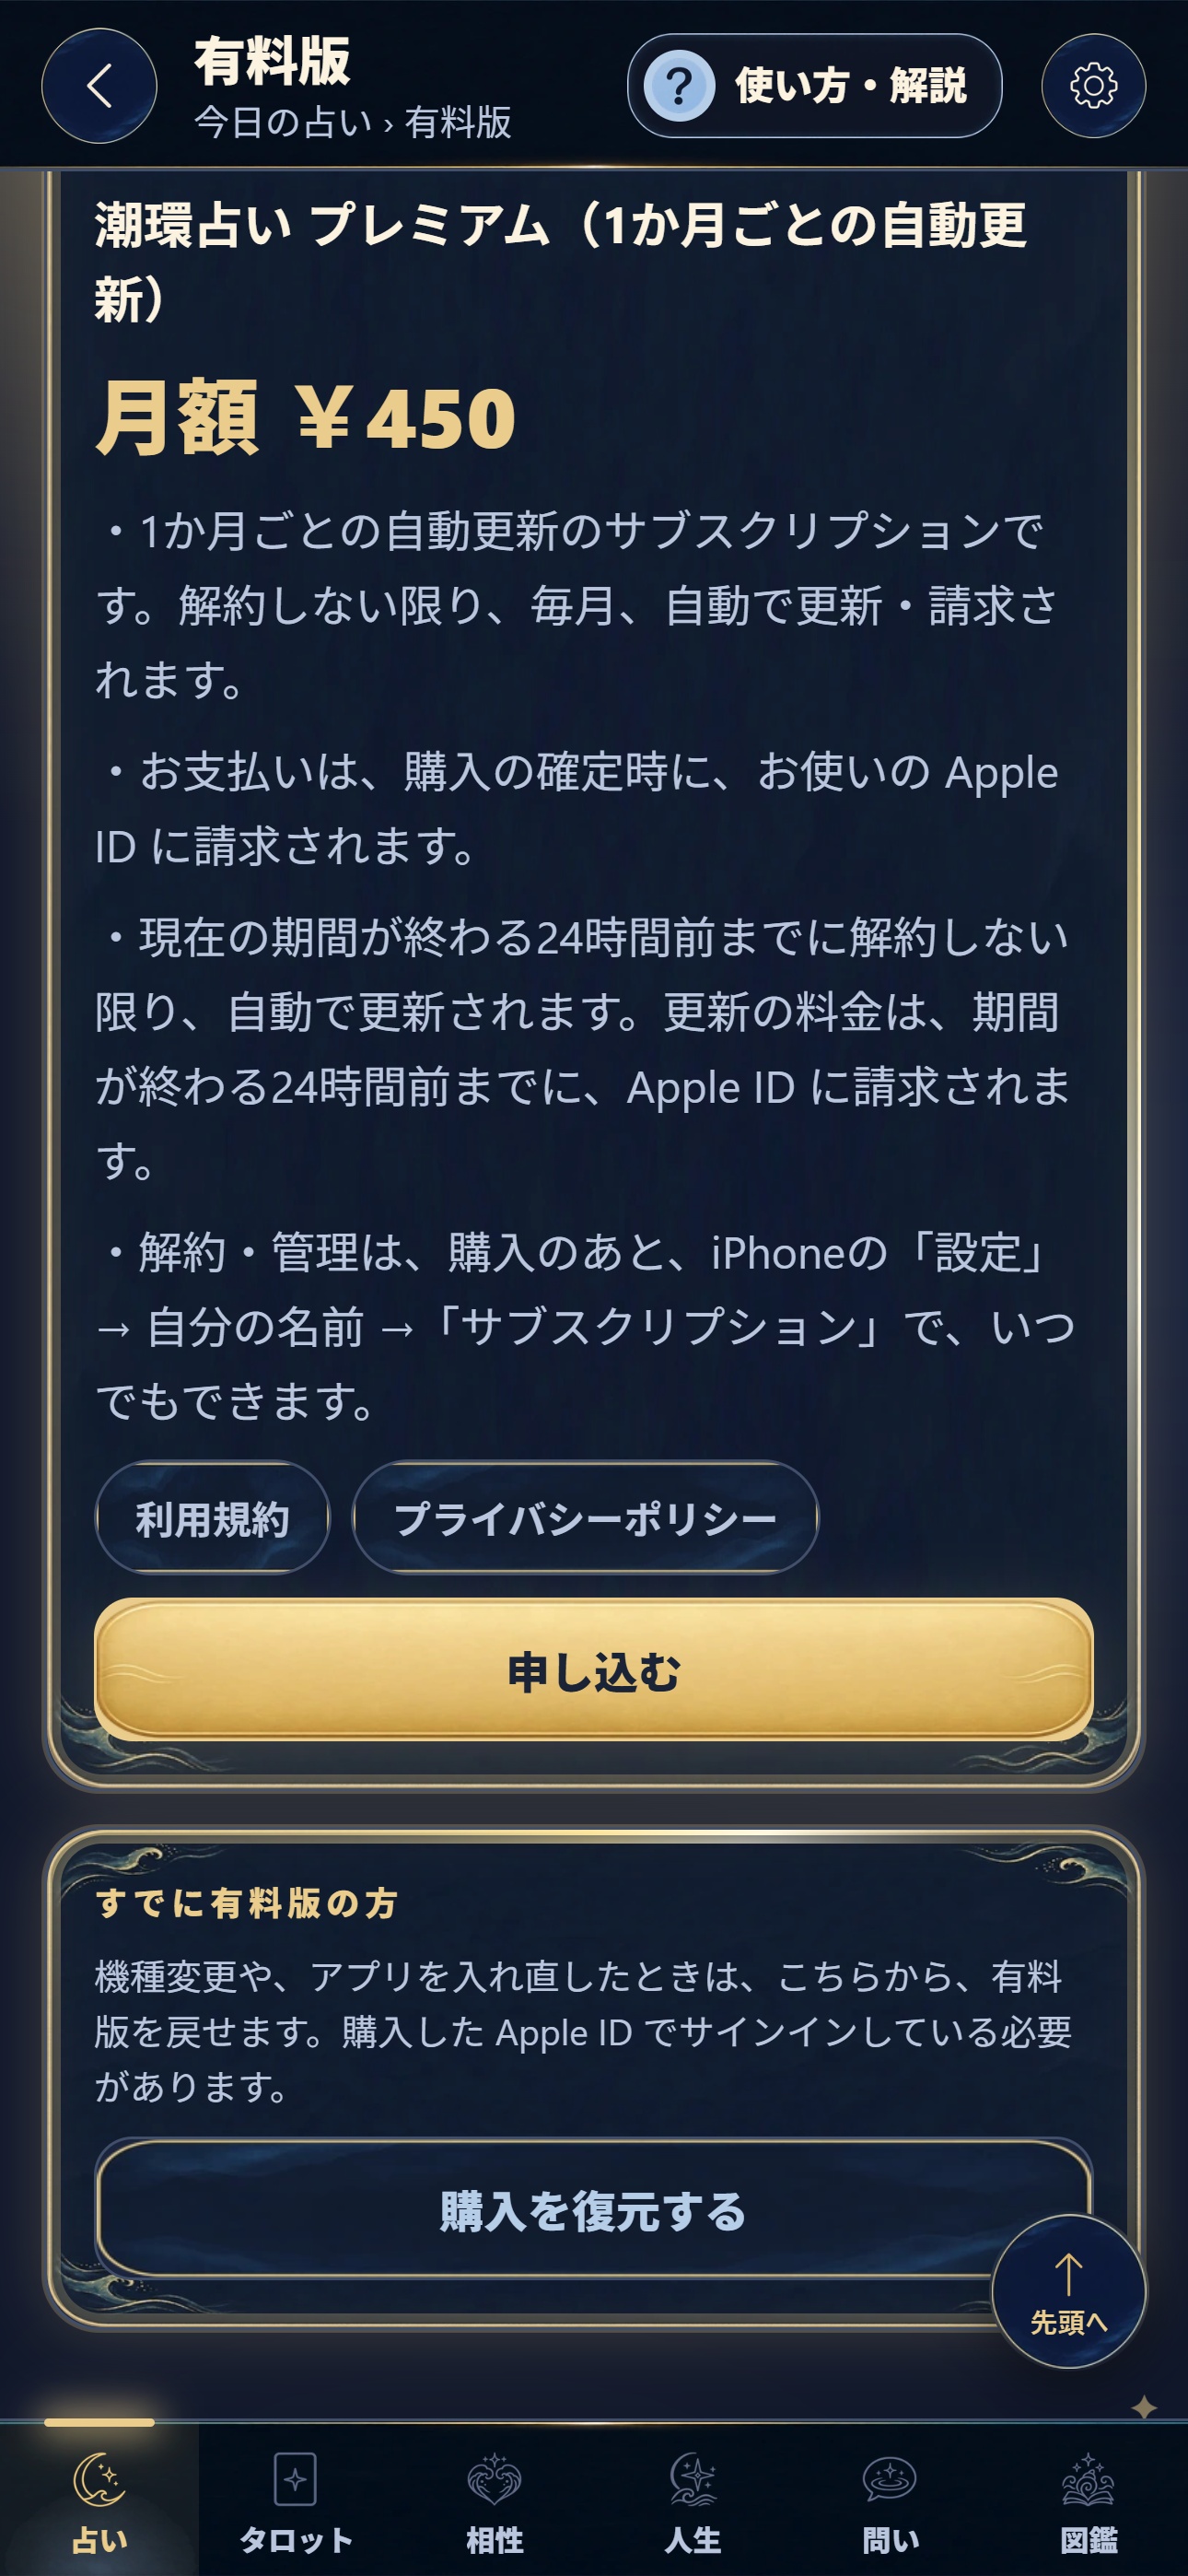 有料版
今日の占い › 有料版
? 使い方・解説
潮環占い プレミアム（1か月ごとの自動更
新）
月額 ￥450
・1か月ごとの自動更新のサブスクリプションで
す。解約しない限り、毎月、自動で更新・請求さ
れます。
・お支払いは、購入の確定時に、お使いの Apple
ID に請求されます。
・現在の期間が終わる24時間前までに解約しない
限り、自動で更新されます。更新の料金は、期間
が終わる24時間前までに、Apple ID に請求されま
す。
・解約・管理は、購入のあと、iPhoneの「設定」
→ 自分の名前 →「サブスクリプション」で、いつ
でもできます。
利用規約 プライバシーポリシー
申し込む
すでに有料版の方
機種変更や、アプリを入れ直したときは、こちらから、有料
版を戻せます。購入した Apple ID でサインインしている必要
があります。
購入を復元する
↑
先頭へ
占い タロット 相性 人生 問い 図鑑